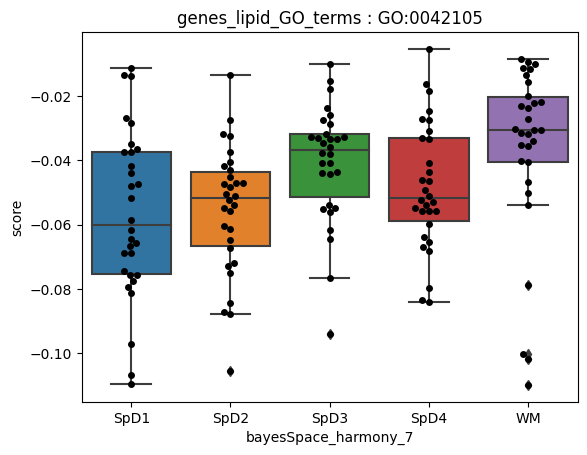 genes_lipid_GO_terms : GO:0042105
score
−0.02
−0.04
−0.06
−0.08
−0.10
SpD1 SpD2 SpD3 SpD4 WM
bayesSpace_harmony_7